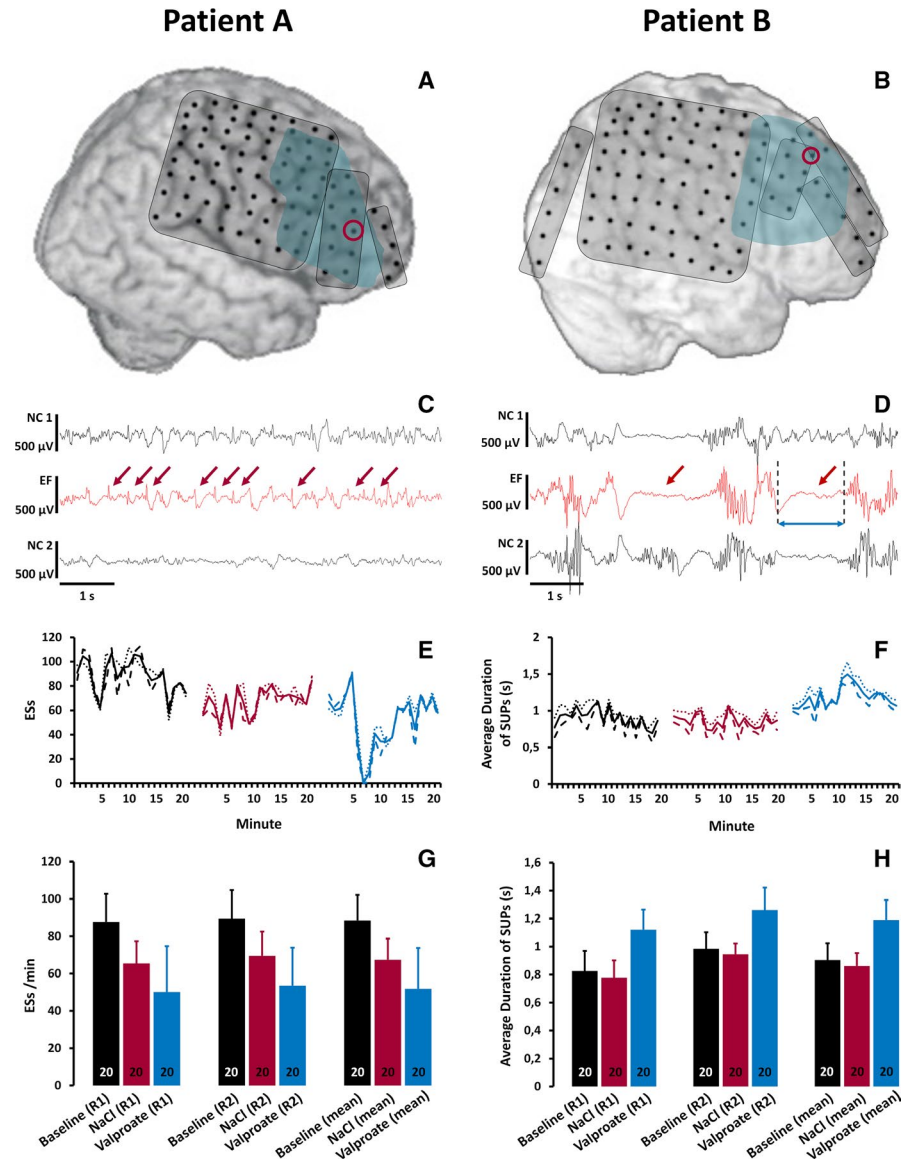 Patient A
Patient B
A
B
C
D
NC 1
500 µV
EF
500 µV
NC 2
500 µV
1 s
NC 1
500 µV
EF
500 µV
NC 2
500 µV
1 s
E
120
100
80
60
40
20
0
ESs
5 10 15 20 5 10 15 20 5 10 15 20
Minute
F
2
1,5
1
0,5
0
Average Duration
of SUPs (s)
5 10 15 20 5 10 15 20 5 10 15 20
Minute
G
120
100
80
60
40
20
0
ESs /min
20 20 20 20 20 20 20 20 20
Baseline (R1)
NaCl (R1)
Valproate (R1)
Baseline (R2)
NaCl (R2)
Valproate (R2)
Baseline (mean)
NaCl (mean)
Valproate (mean)
H
1,6
1,4
1,2
1
0,8
0,6
0,4
0,2
0
Average Duration of SUPs (s)
20 20 20 20 20 20 20 20 20
Baseline (R1)
NaCl (R1)
Valproate (R1)
Baseline (R2)
NaCl (R2)
Valproate (R2)
Baseline (mean)
NaCl (mean)
Valproate (mean)